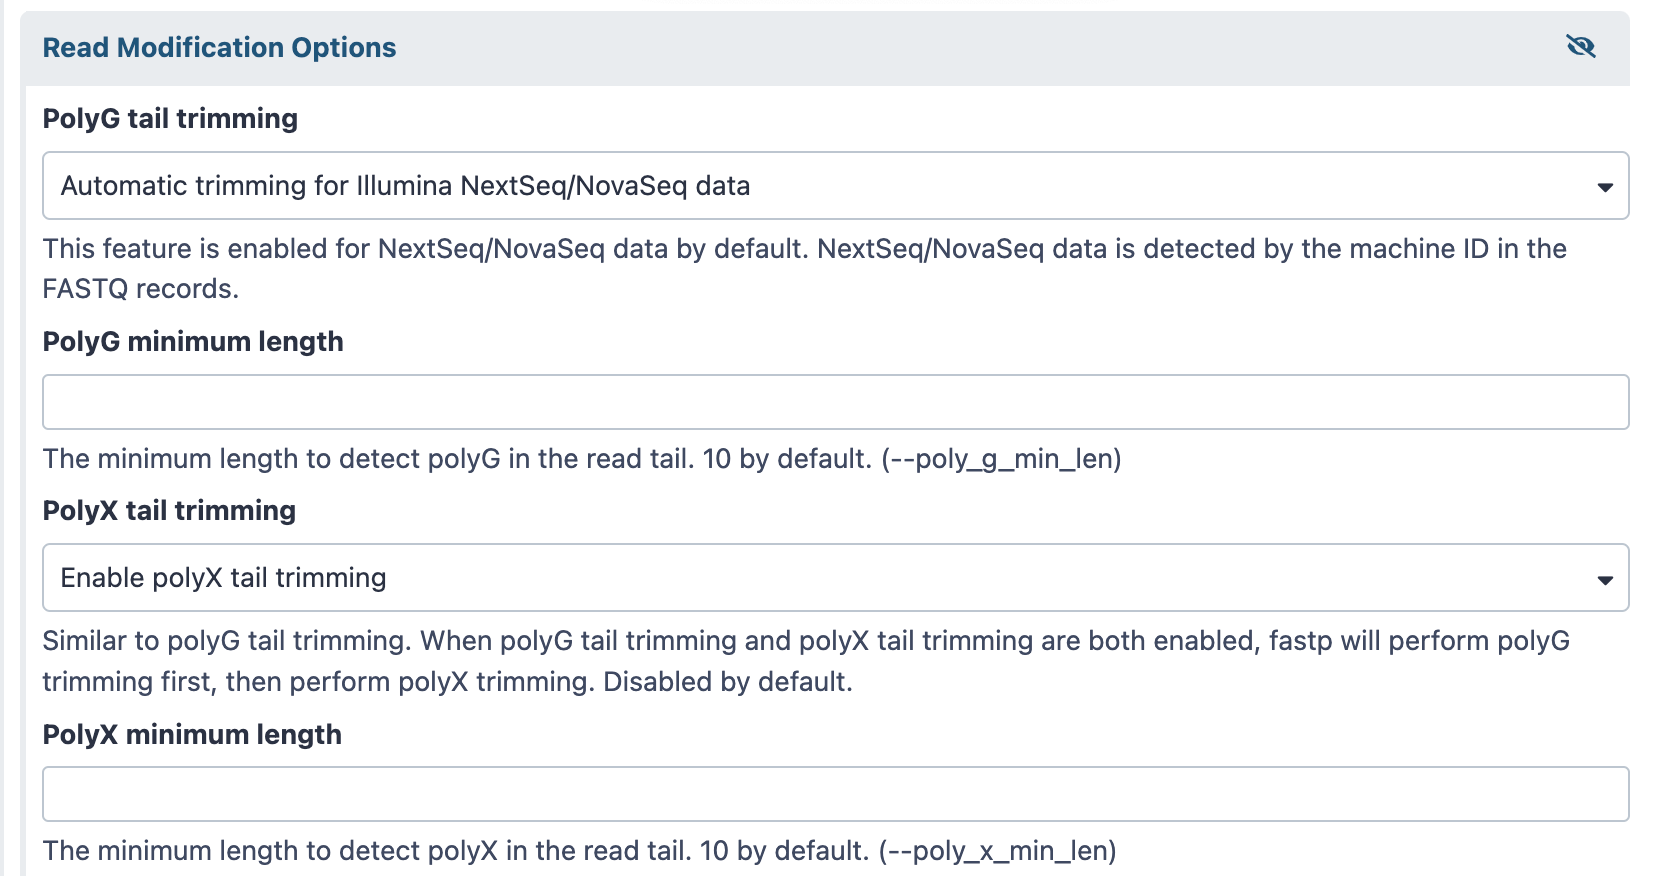 Read Modification Options
PolyG tail trimming
Automatic trimming for Illumina NextSeq/NovaSeq data
This feature is enabled for NextSeq/NovaSeq data by default. NextSeq/NovaSeq data is detected by the machine ID in the
FASTQ records.
PolyG minimum length
The minimum length to detect polyG in the read tail. 10 by default. (--poly_g_min_len)
PolyX tail trimming
Enable polyX tail trimming
Similar to polyG tail trimming. When polyG tail trimming and polyX tail trimming are both enabled, fastp will perform polyG
trimming first, then perform polyX trimming. Disabled by default.
PolyX minimum length
The minimum length to detect polyX in the read tail. 10 by default. (--poly_x_min_len)